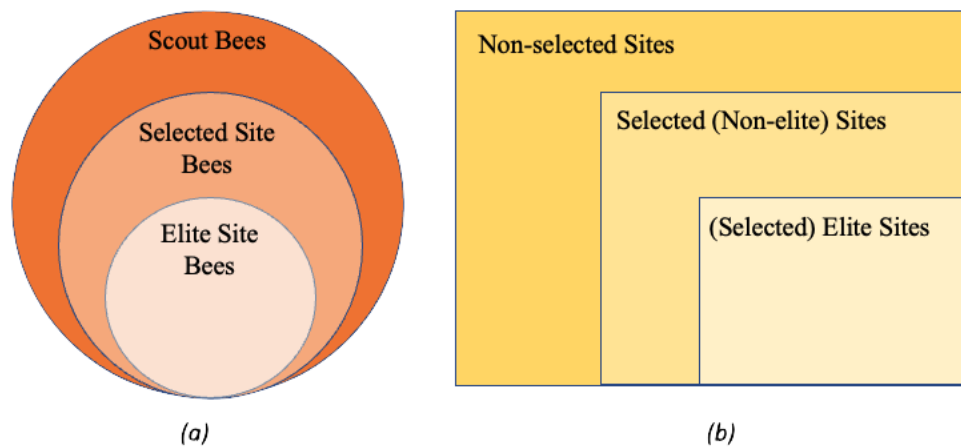 Scout Bees
Selected Site
Bees
Elite Site
Bees
(a)
Non-selected Sites
Selected (Non-elite) Sites
(Selected) Elite Sites
(b)